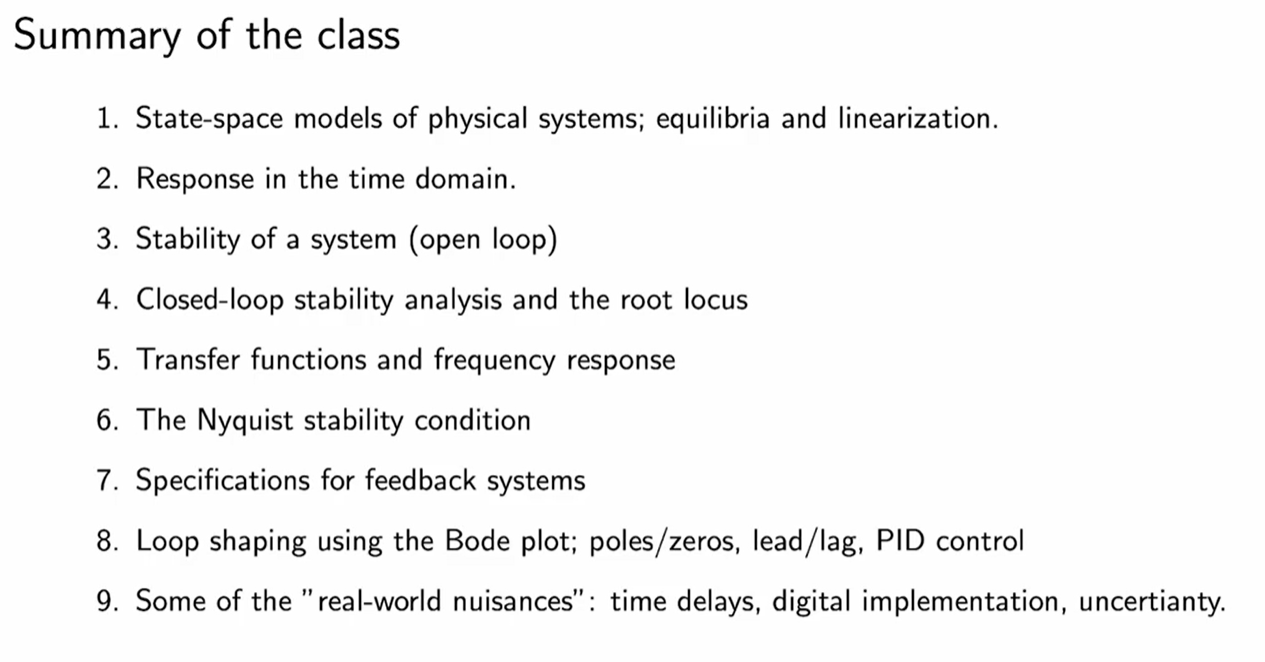 Summary of the class
1. State-space models of physical systems; equilibria and linearization.
2. Response in the time domain.
3. Stability of a system (open loop)
4. Closed-loop stability analysis and the root locus
5. Transfer functions and frequency response
6. The Nyquist stability condition
7. Specifications for feedback systems
8. Loop shaping using the Bode plot; poles/zeros, lead/lag, PID control
9. Some of the "real-world nuisances": time delays, digital implementation, uncertianty.